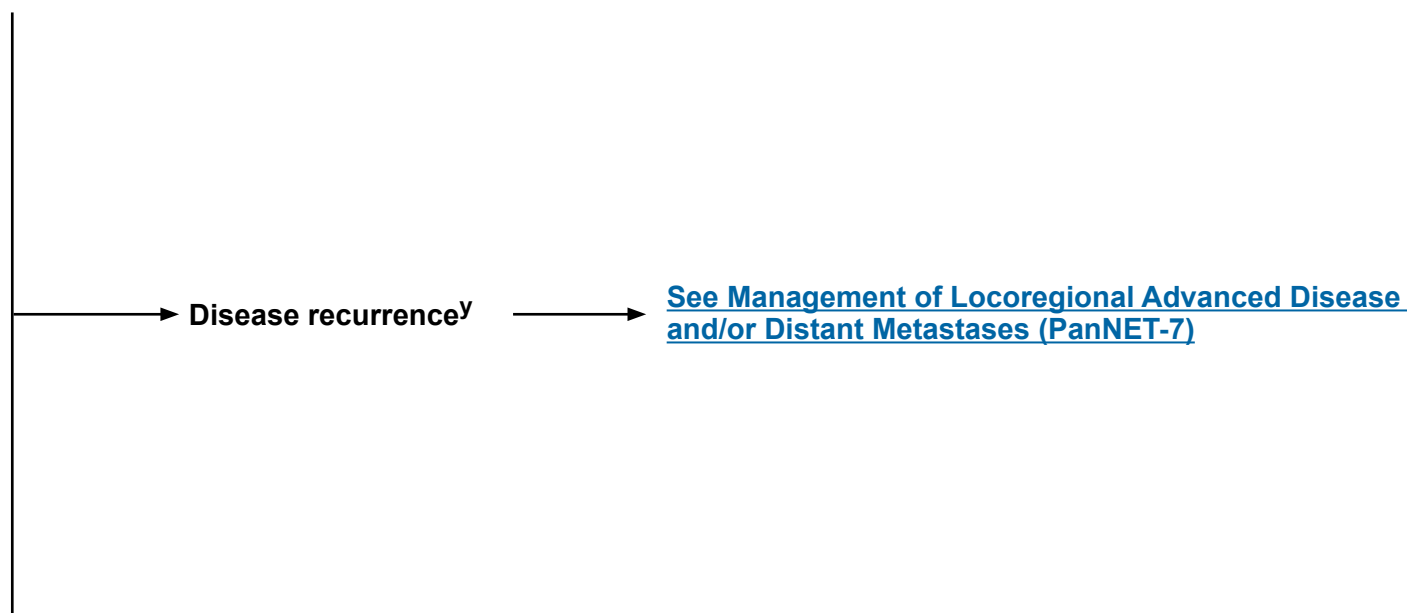 Disease recurrenceʸ
See Management of Locoregional Advanced Disease
and/or Distant Metastases (PanNET-7)